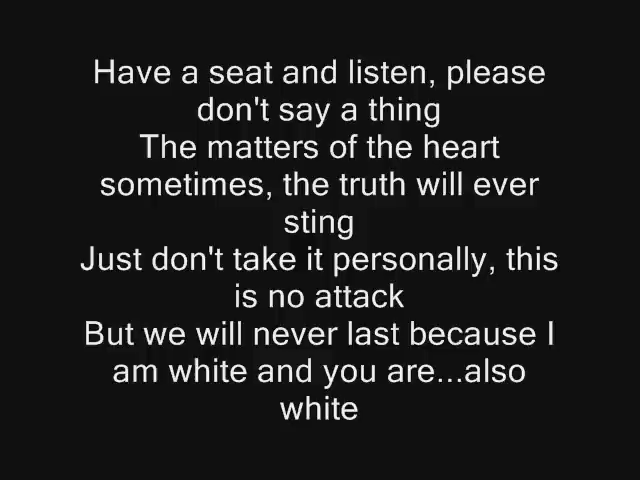 Have a seat and listen, please
don't say a thing
The matters of the heart
sometimes, the truth will ever
sting
Just don't take it personally, this
is no attack
But we will never last because I
am white and you are...also
white